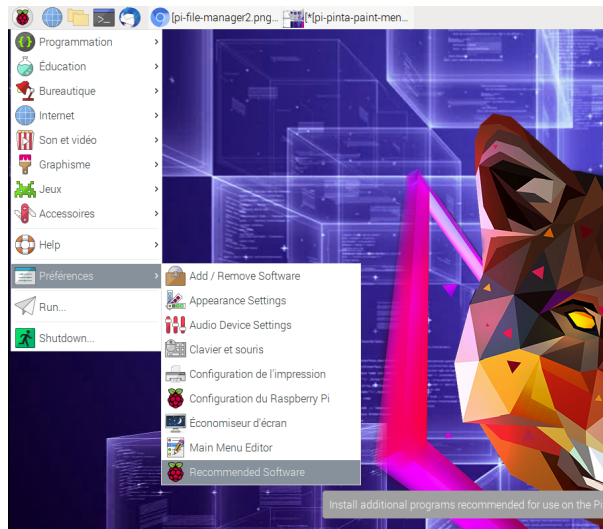 [pi-file-manager2.png...
[*[pi-pinta-paint-men...
Programmation
Éducation
Bureautique
Internet
Son et vidéo
Graphisme
Jeux
Accessoires
Help
Préférences
Run...
Shutdown...
Add / Remove Software
Appearance Settings
Audio Device Settings
Clavier et souris
Configuration de l'impression
Configuration du Raspberry Pi
Économiseur d'écran
Main Menu Editor
Recommended Software
Install additional programs recommended for use on the Pi